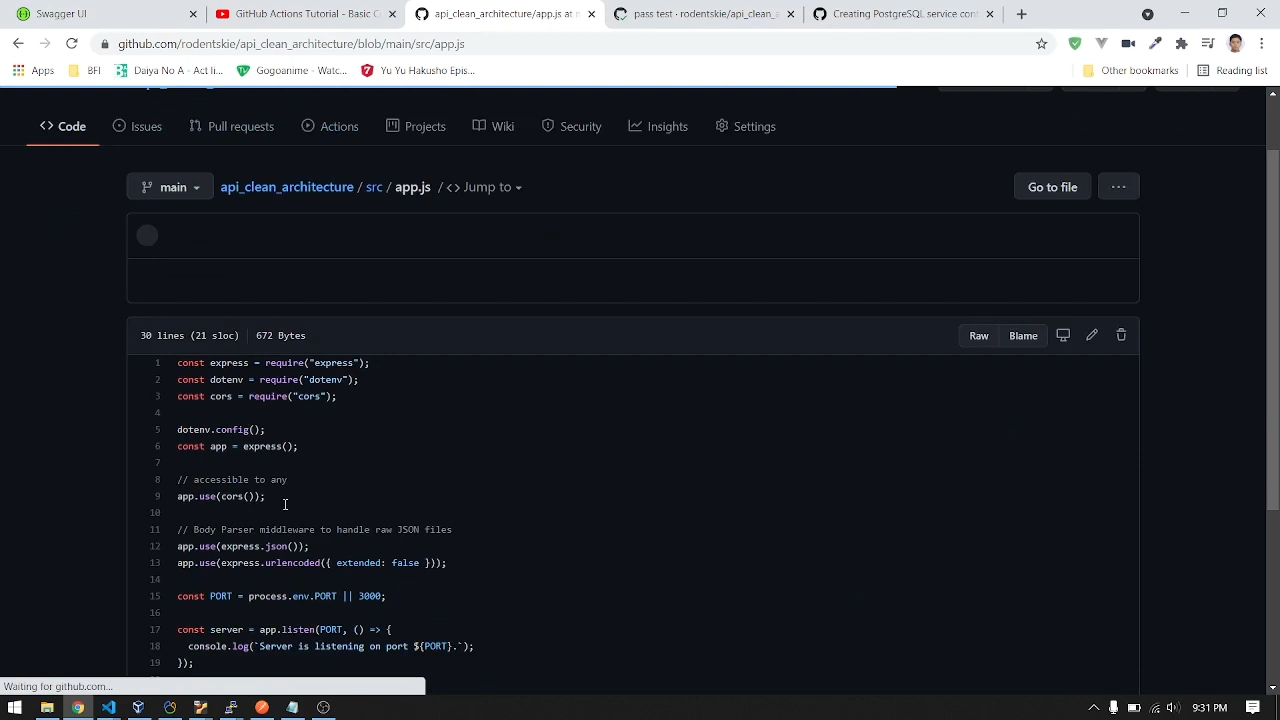 Swagger UI
GitHub Actions Tutorial - Basic C
api_clean_architecture/app.js at n
pass test · rodentskie/api_clean_a
Creating PostgreSQL service cont
github.com/rodentskie/api_clean_architecture/blob/main/src/app.js
Apps
BFI
Daiya No A - Act li...
Gogoanime - Watc...
Yu Yu Hakusho Epis...
Other bookmarks
Reading list
Code
Issues
Pull requests
Actions
Projects
Wiki
Security
Insights
Settings
main
api_clean_architecture / src / app.js / <> Jump to
Go to file
...
30 lines (21 sloc) 672 Bytes
Raw
Blame
1 const express = require("express");
2 const dotenv = require("dotenv");
3 const cors = require("cors");
4
5 dotenv.config();
6 const app = express();
7
8 // accessible to any
9 app.use(cors());
10
11 // Body Parser middleware to handle raw JSON files
12 app.use(express.json());
13 app.use(express.urlencoded({ extended: false }));
14
15 const PORT = process.env.PORT || 3000;
16
17 const server = app.listen(PORT, () => {
18 console.log(`Server is listening on port ${PORT}.`);
19 });
Waiting for github.com...
9:31 PM